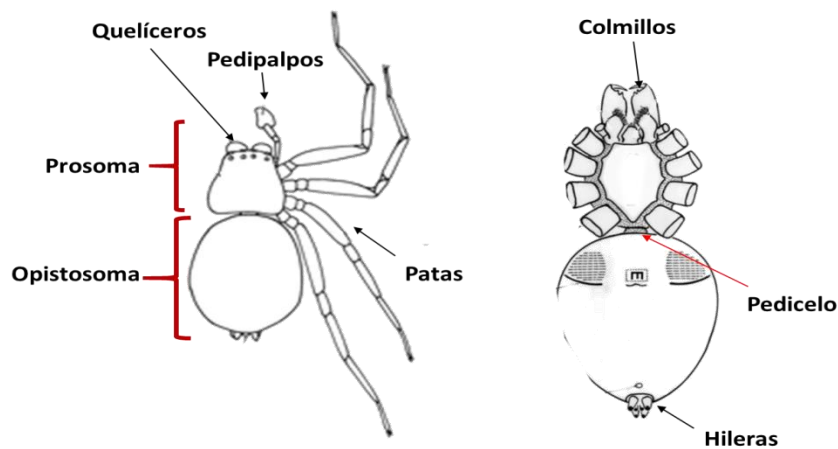 Quelíceros
Pedipalpos
Prosoma
Opistosoma
Patas
Colmillos
E
Pedicelo
Hileras